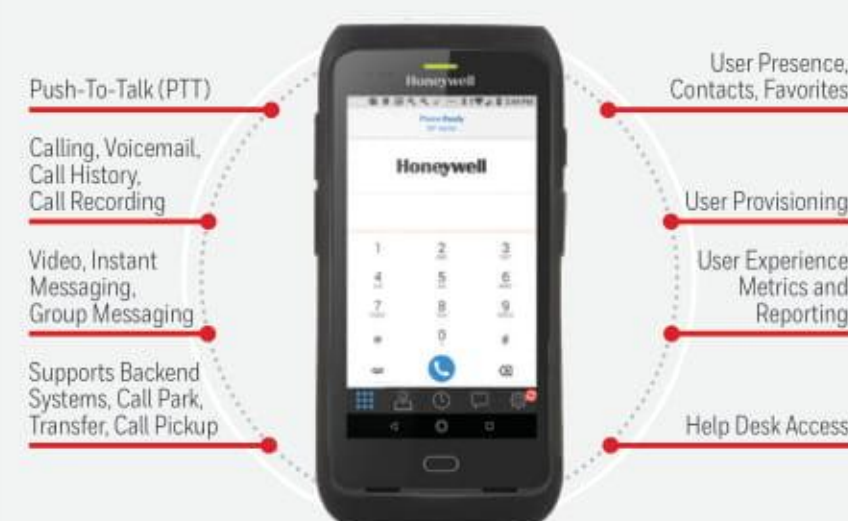 Push-To-Talk (PTT)
Calling, Voicemail,
Call History,
Call Recording
Video, Instant
Messaging,
Group Messaging
Supports Backend
Systems, Call Park,
Transfer, Call Pickup
Honeywell
Phone Ready
Honeywell
1
2
3
4
5
6
7
8
9
*
0
#
User Presence,
Contacts, Favorites
User Provisioning
User Experience
Metrics and
Reporting
Help Desk Access